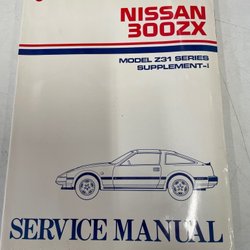 NISSAN
300ZX
MODEL Z31 SERIES
SUPPLEMENT-I
SERVICE MANUAL